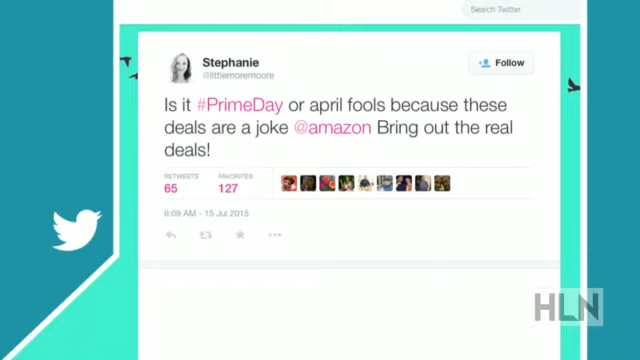 Search Twitter
Stephanie
@littlemoremoore
Follow
Is it #PrimeDay or april fools because these
deals are a joke @amazon Bring out the real
deals!
RETWEETS FAVORITES
65 127
6:09 AM - 15 Jul 2015
HLN